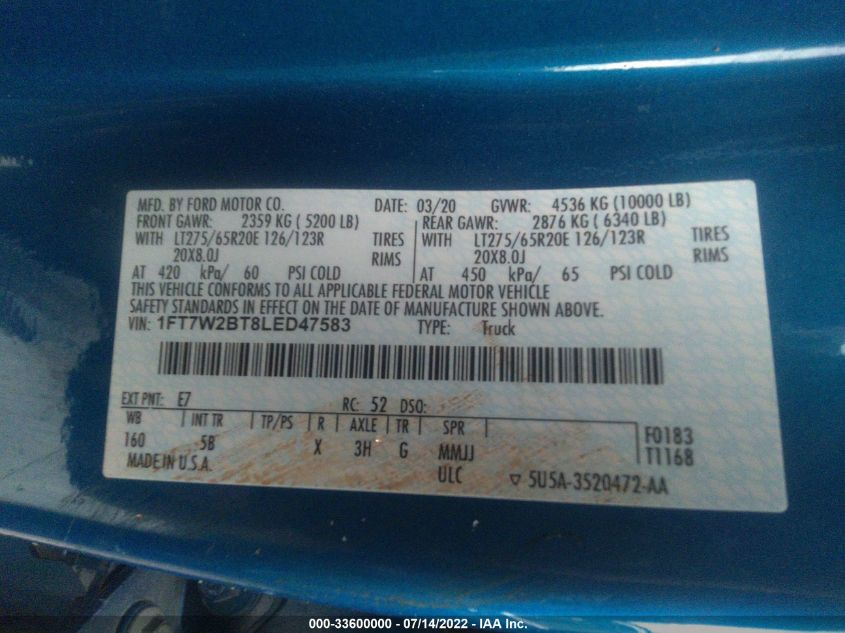 MFD. BY FORD MOTOR CO. DATE: 03/20 GVWR: 4536 KG (10000 LB)
FRONT GAWR: 2359 KG ( 5200 LB) REAR GAWR: 2876 KG ( 6340 LB)
WITH LT275/65R20E 126/123R TIRES WITH LT275/65R20E 126/123R TIRES
20X8.0J RIMS 20X8.0J RIMS
AT 420 kPa/ 60 PSI COLD AT 450 kPa/ 65 PSI COLD
THIS VEHICLE CONFORMS TO ALL APPLICABLE FEDERAL MOTOR VEHICLE
SAFETY STANDARDS IN EFFECT ON THE DATE OF MANUFACTURE SHOWN ABOVE.
VIN: 1FT7W2BT8LED47583 TYPE: Truck
EXT PNT: E7 RC: 52 DSO:
WB INT TR TP/PS R AXLE TR SPR F0183
160 5B X 3H G MMJJ T1168
MADE IN U.S.A. ULC ▽ 5U5A-3520472-AA
000-33600000 - 07/14/2022 - IAA Inc.